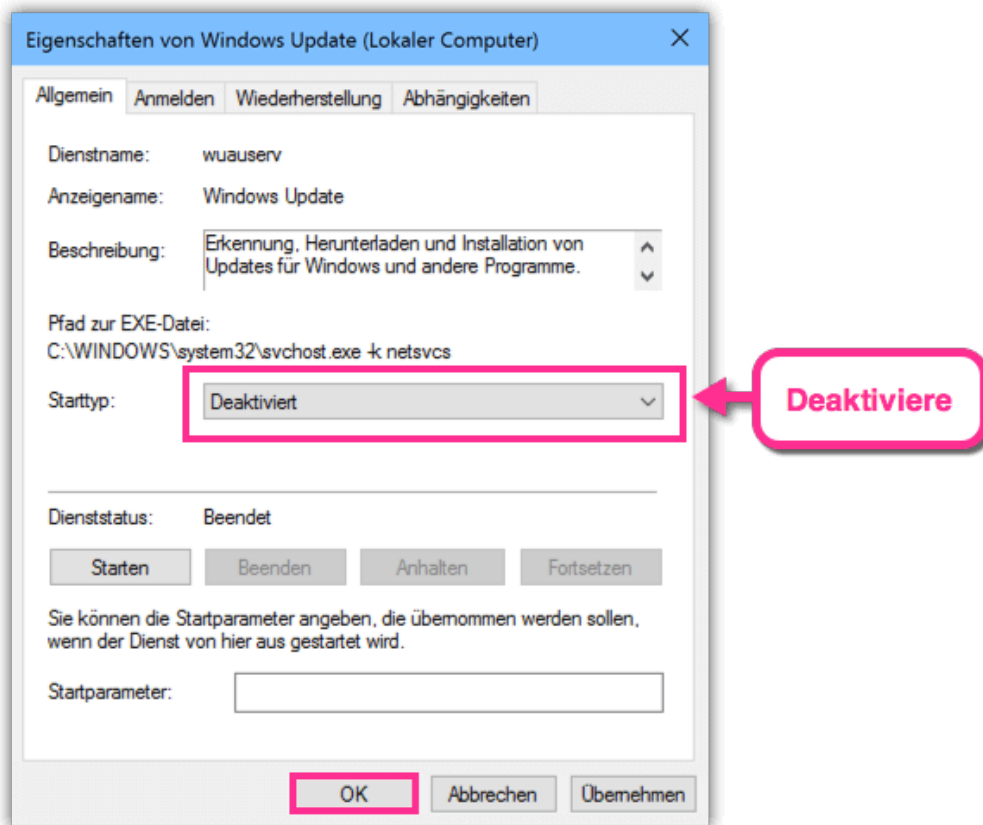 Eigenschaften von Windows Update (Lokaler Computer)
Allgemein Anmelden Wiederherstellung Abhängigkeiten
Dienstname: wuauserv
Anzeigename: Windows Update
Beschreibung: Erkennung, Herunterladen und Installation von
Updates für Windows und andere Programme.
Pfad zur EXE-Datei:
C:\WINDOWS\system32\svchost.exe -k netsvcs
Starttyp: Deaktiviert
Deaktiviere
Dienststatus: Beendet
Starten Beenden Anhalten Fortsetzen
Sie können die Startparameter angeben, die übernommen werden sollen,
wenn der Dienst von hier aus gestartet wird.
Startparameter:
OK Abbrechen Übernehmen